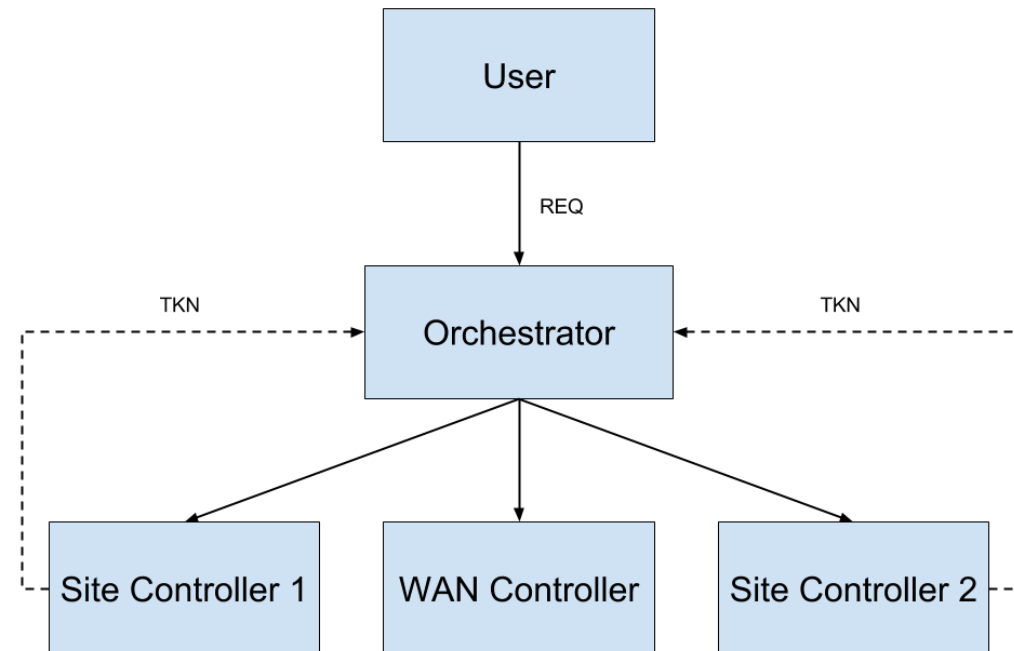 User
REQ
TKN
TKN
Orchestrator
Site Controller 1
WAN Controller
Site Controller 2